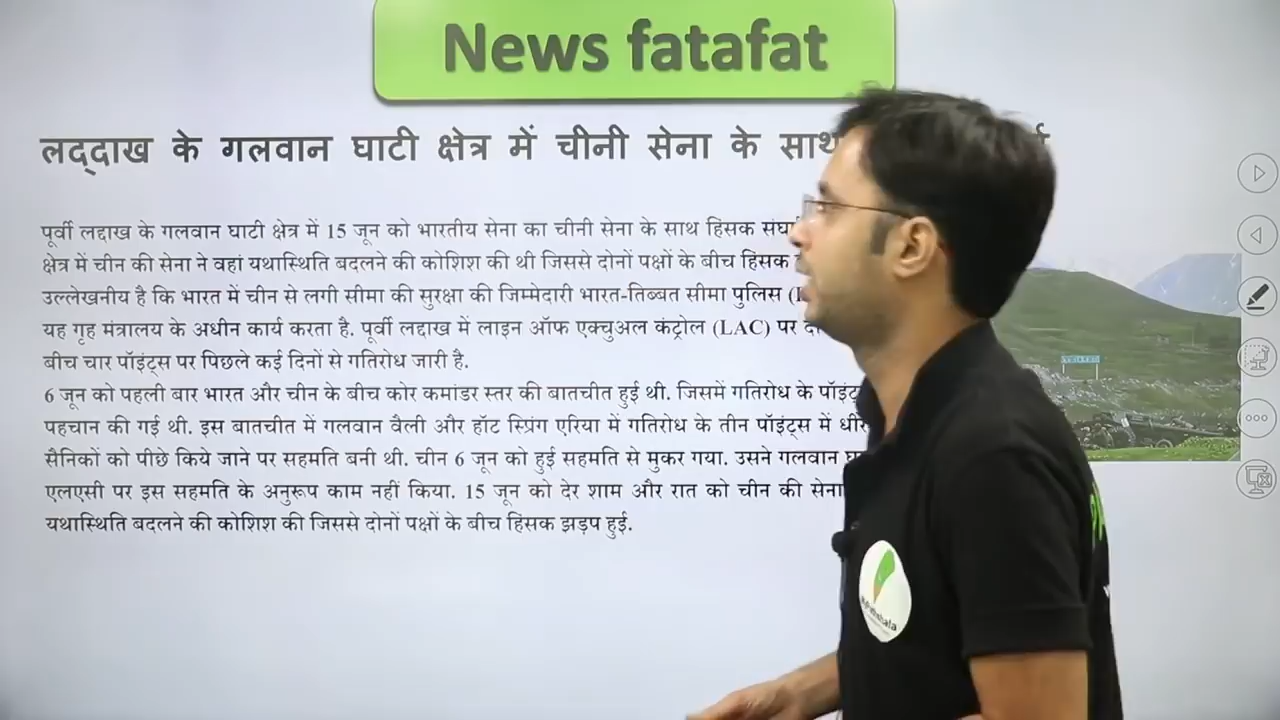 News fatafat
लद्दाख के गलवान घाटी क्षेत्र में चीनी सेना के साथ
पूर्वी लद्दाख के गलवान घाटी क्षेत्र में 15 जून को भारतीय सेना का चीनी सेना के साथ हिंसक
क्षेत्र में चीन की सेना ने वहां यथास्थिति बदलने की कोशिश की थी जिससे दोनों पक्षों के बीच हिंसक
उल्लेखनीय है कि भारत में चीन से लगी सीमा की सुरक्षा की जिम्मेदारी भारत-तिब्बत सीमा पुलिस
यह गृह मंत्रालय के अधीन कार्य करता है. पूर्वी लद्दाख में लाइन ऑफ एक्चुअल कंट्रोल (LAC) पर
बीच चार पॉइंट्स पर पिछले कई दिनों से गतिरोध जारी है.
6 जून को पहली बार भारत और चीन के बीच कोर कमांडर स्तर की बातचीत हुई थी. जिसमें गतिरोध के
पहचान की गई थी. इस बातचीत में गलवान वैली और हॉट स्प्रिंग एरिया में गतिरोध के तीन पॉइंट्स में
सैनिकों को पीछे किये जाने पर सहमति बनी थी. चीन 6 जून को हुई सहमति से मुकर गया. उसने गलवान
एलएसी पर इस सहमति के अनुरूप काम नहीं किया. 15 जून को देर शाम और रात को चीन की सेना
यथास्थिति बदलने की कोशिश की जिससे दोनों पक्षों के बीच हिंसक झड़प हुई.